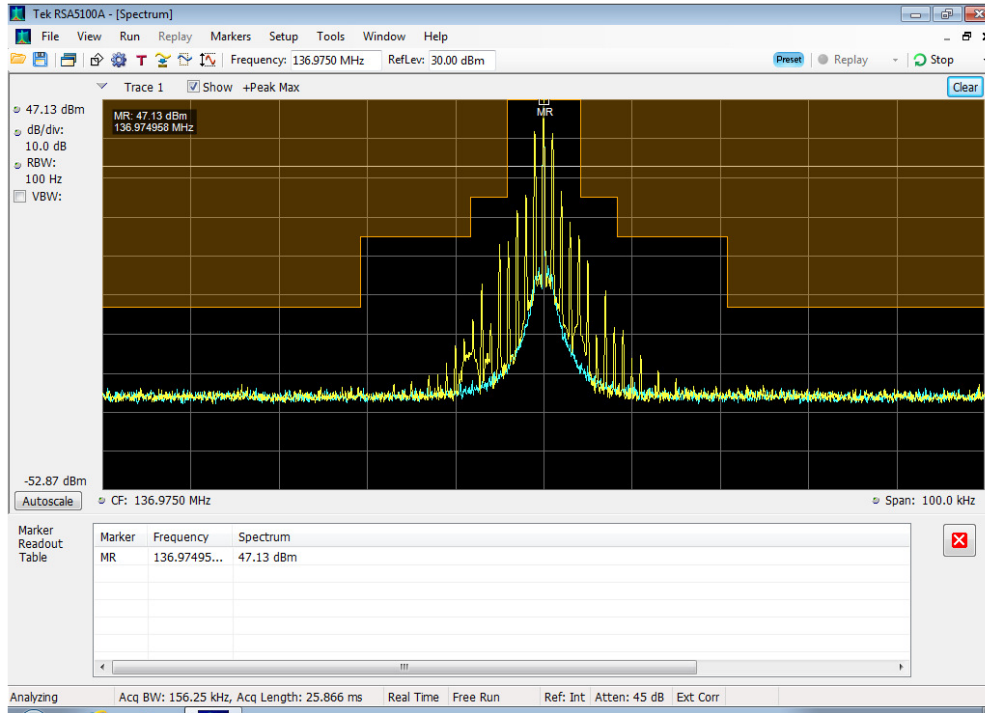 Tek RSA5100A - [Spectrum]
File View Run Replay Markers Setup Tools Window Help
T Frequency: 136.9750 MHz RefLev: 30.00 dBm Preset Replay Stop
Trace 1 Show +Peak Max Clear
47.13 dBm
dB/div:
10.0 dB
RBW:
100 Hz
VBW:
MR: 47.13 dBm
136.974958 MHz
MR
-52.87 dBm
Autoscale CF: 136.9750 MHz Span: 100.0 kHz
Marker
Readout
Table
Marker Frequency Spectrum
MR 136.97495... 47.13 dBm
Analyzing Acq BW: 156.25 kHz, Acq Length: 25.866 ms Real Time Free Run Ref: Int Atten: 45 dB Ext Corr